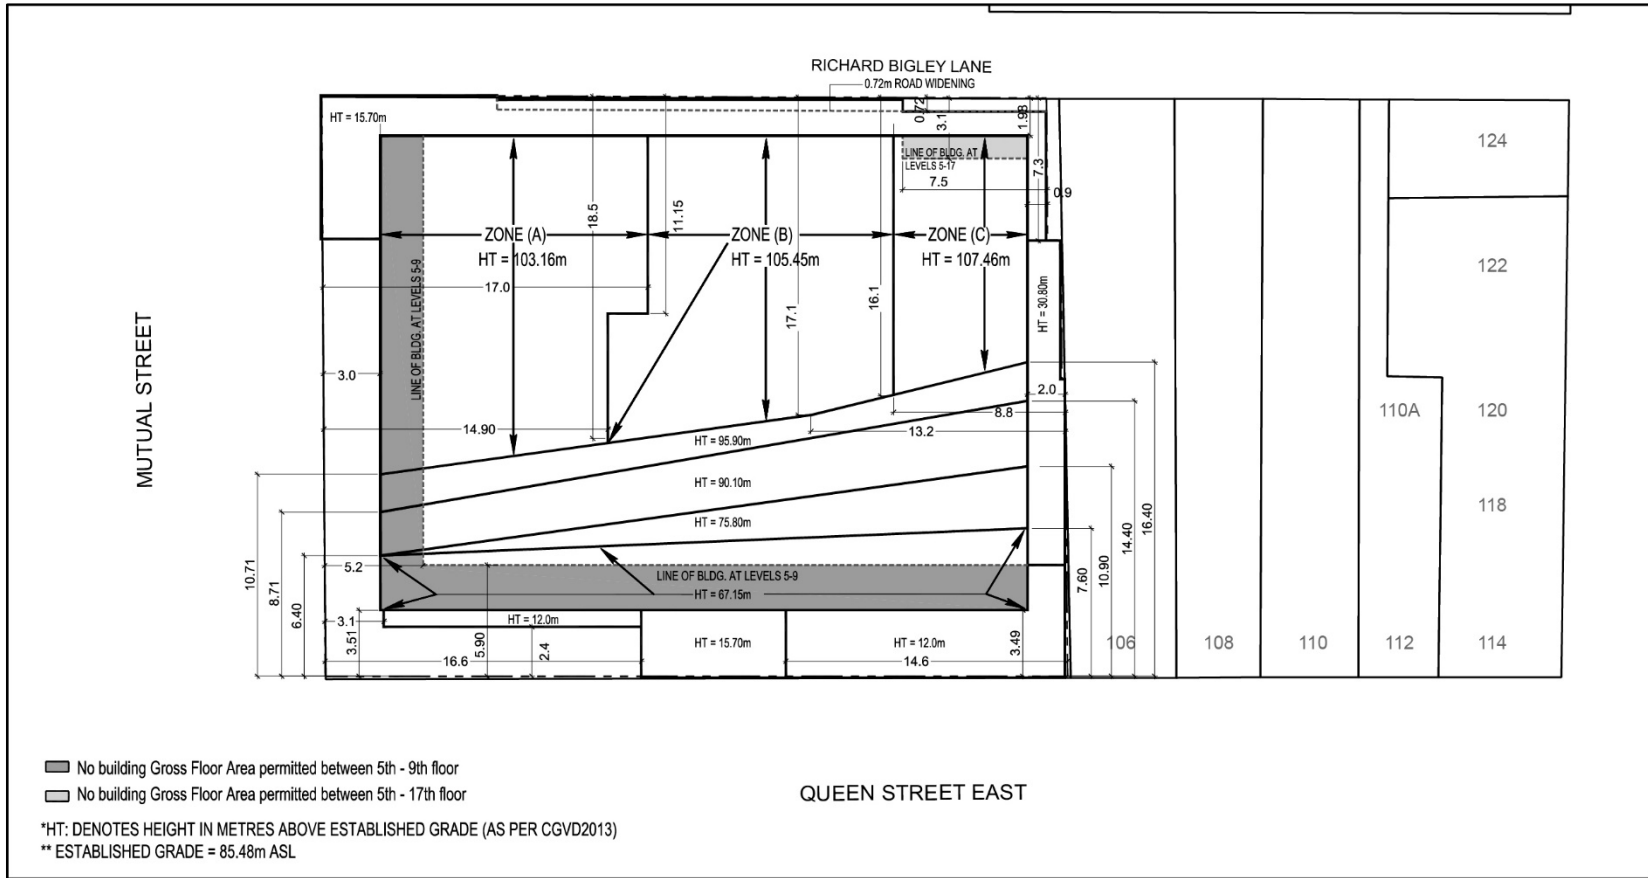 RICHARD BIGLEY LANE
0.72m ROAD WIDENING
HT = 15.70m
0.72
3.1
1.98
LINE OF BLDG. AT
LEVELS 5-17
7.5
7.3
0.9
18.5
11.15
ZONE (A)
HT = 103.16m
ZONE (B)
HT = 105.45m
ZONE (C)
HT = 107.46m
17.0
LINE OF BLDG. AT LEVELS 5-9
17.1
16.1
HT = 30.80m
MUTUAL STREET
3.0
2.0
8.8
14.90
13.2
HT = 95.90m
HT = 90.10m
HT = 75.80m
10.71
8.71
6.40
5.2
LINE OF BLDG. AT LEVELS 5-9
HT = 67.15m
16.40
14.40
10.90
7.60
3.1
3.51
HT = 12.0m
5.90
2.4
16.6
HT = 15.70m
HT = 12.0m
14.6
3.49
124
122
110A
120
118
106
108
110
112
114
No building Gross Floor Area permitted between 5th - 9th floor
No building Gross Floor Area permitted between 5th - 17th floor
QUEEN STREET EAST
*HT: DENOTES HEIGHT IN METRES ABOVE ESTABLISHED GRADE (AS PER CGVD2013)
** ESTABLISHED GRADE = 85.48m ASL